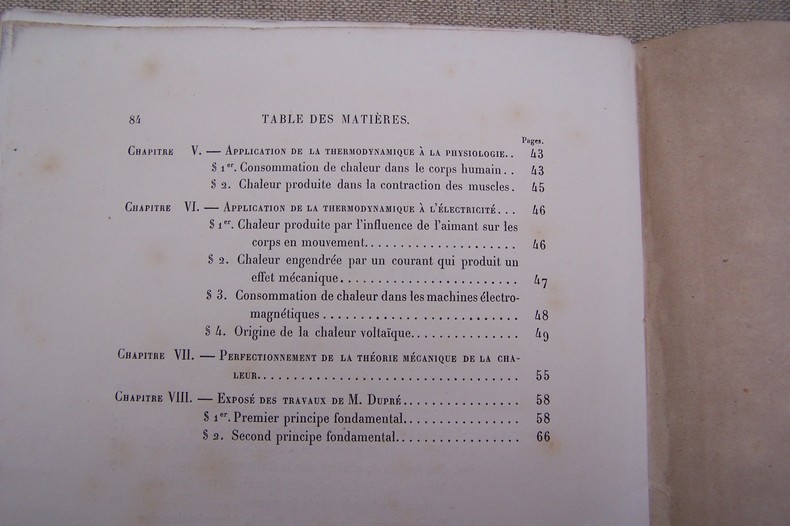 84 TABLE DES MATIÈRES.
Pages.
CHAPITRE V. — APPLICATION DE LA THERMODYNAMIQUE À LA PHYSIOLOGIE.. 43
§ 1er. Consommation de chaleur dans le corps humain.. 43
§ 2. Chaleur produite dans la contraction des muscles. 45
CHAPITRE VI. — APPLICATION DE LA THERMODYNAMIQUE À L'ÉLECTRICITÉ... 46
§ 1er. Chaleur produite par l'influence de l'aimant sur les
corps en mouvement..................... 46
§ 2. Chaleur engendrée par un courant qui produit un
effet mécanique........................ 47
§ 3. Consommation de chaleur dans les machines électro-
magnétiques........................... 48
§ 4. Origine de la chaleur voltaïque............... 49
CHAPITRE VII. — PERFECTIONNEMENT DE LA THÉORIE MÉCANIQUE DE LA CHA-
LEUR.................................... 55
CHAPITRE VIII. — EXPOSÉ DES TRAVAUX DE M. DUPRÉ................ 58
§ 1er. Premier principe fondamental................ 58
§ 2. Second principe fondamental................. 66